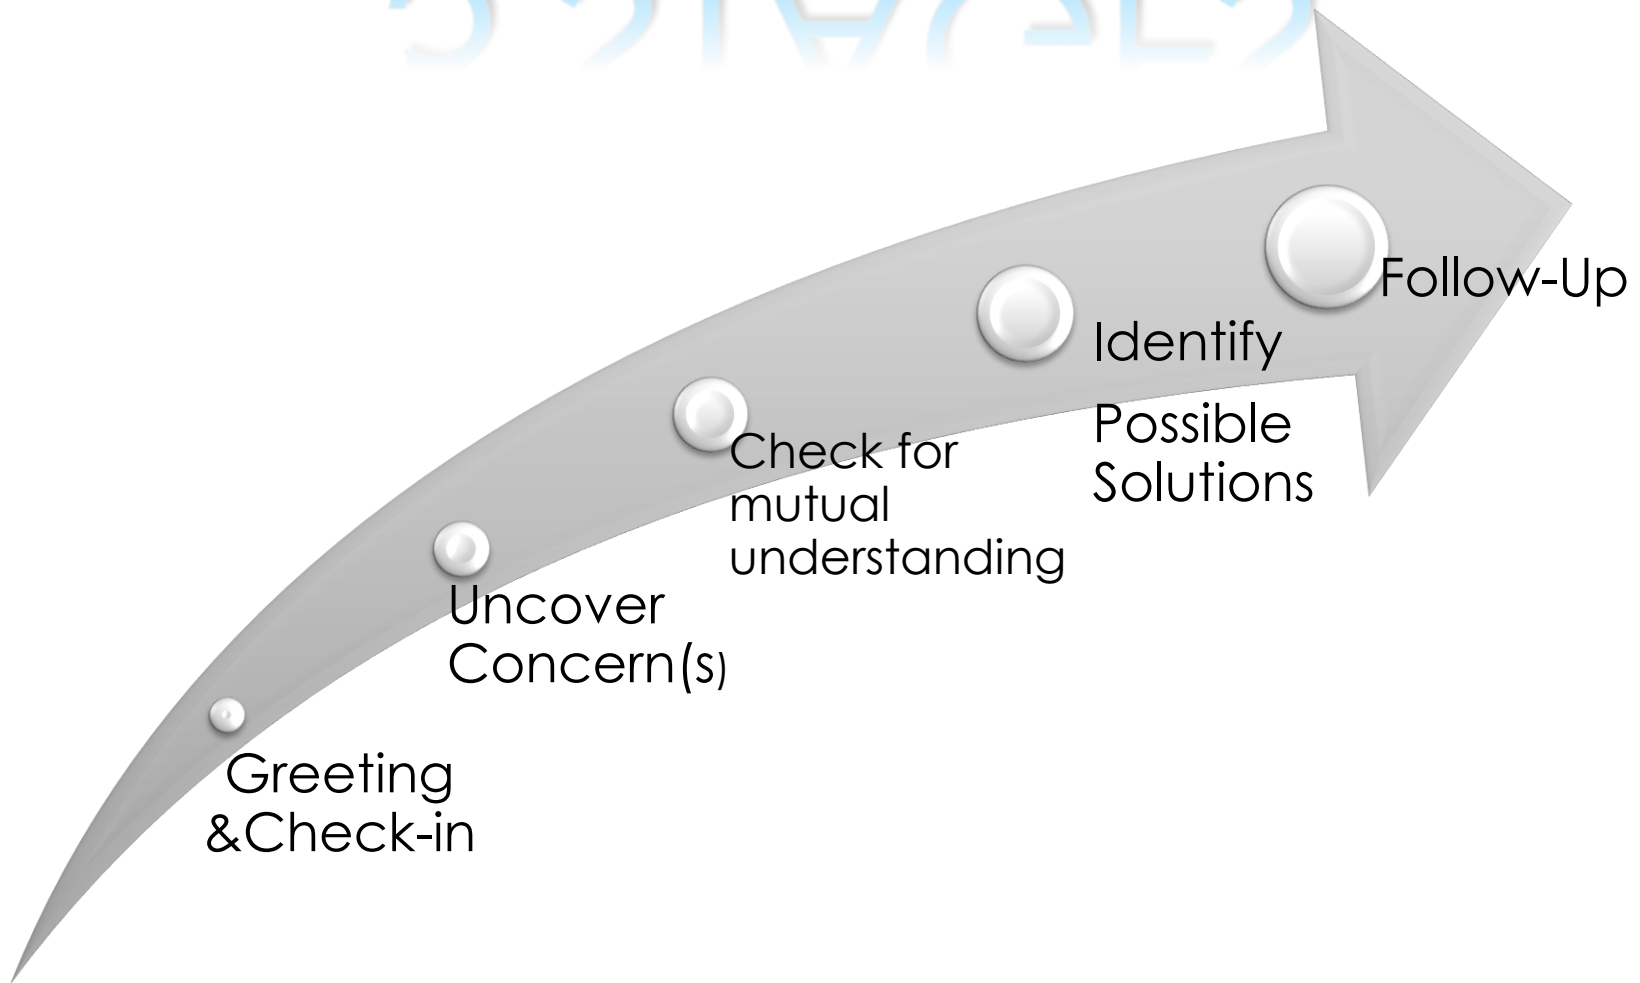 Greeting
&Check-in
Uncover
Concern(s)
Check for
mutual
understanding
Identify
Possible
Solutions
Follow-Up